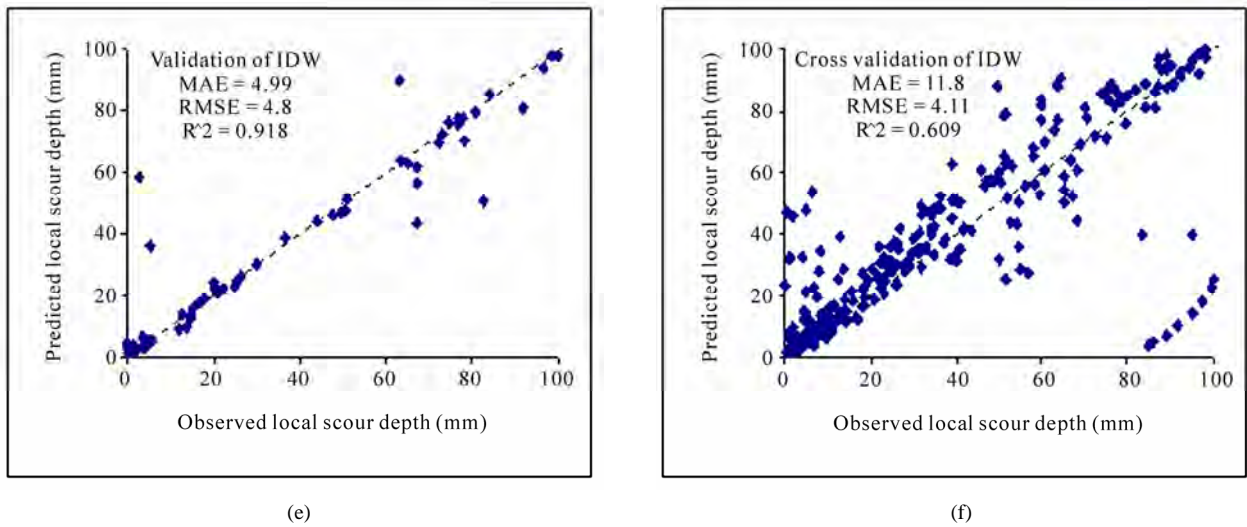 Validation of IDW
MAE = 4.99
RMSE = 4.8
R^2 = 0.918
Predicted local scour depth (mm)
100
80
60
40
20
0
0 20 40 60 80 100
Observed local scour depth (mm)
(e)
Cross validation of IDW
MAE = 11.8
RMSE = 4.11
R^2 = 0.609
Predicted local scour depth (mm)
100
80
60
40
20
0
0 20 40 60 80 100
Observed local scour depth (mm)
(f)